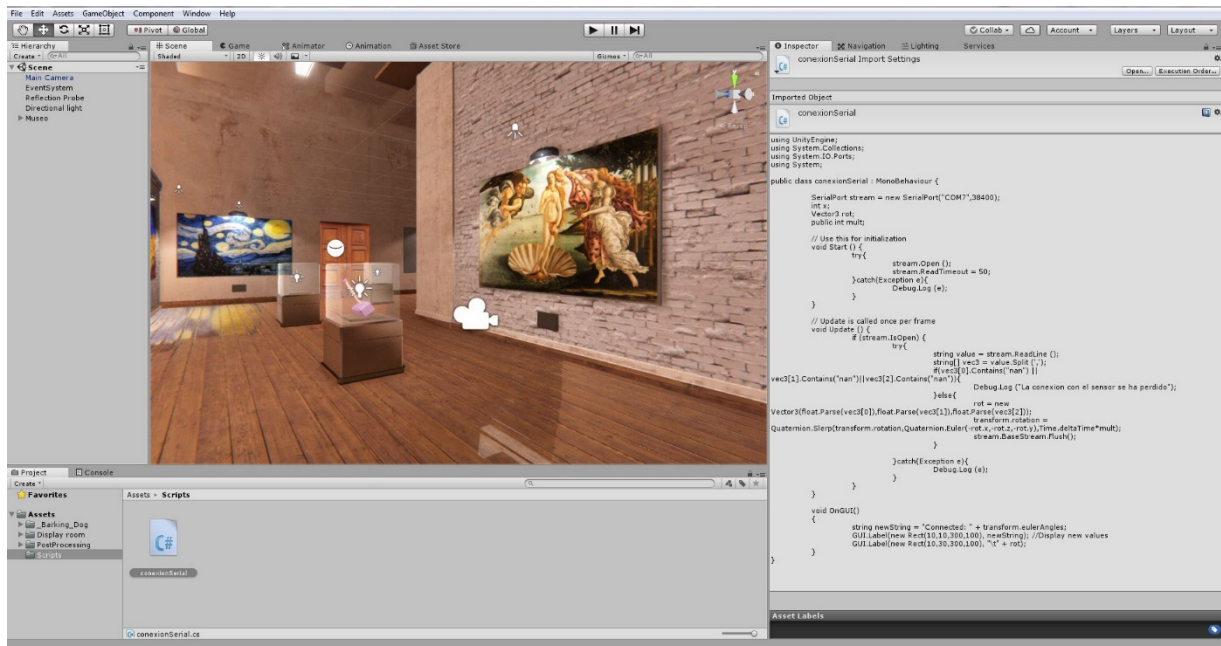 File Edit Assets GameObject Component Window Help
Pivot Global
Collab Account Layers Layout
Hierarchy
Create All
Scene
Main Camera
EventSystem
Reflection Probe
Directional light
Museo
Scene Game Animator Animation Asset Store
Shaded 2D Gizmos All
Inspector Navigation Lighting Services
conexionSerial Import Settings
Open... Execution Order...
Imported Object
conexionSerial
using UnityEngine;
using System.Collections;
using System.IO.Ports;
using System;
public class conexionSerial : MonoBehaviour {
SerialPort stream = new SerialPort("COM7",38400);
int x;
Vector3 rot;
public int mult;
// Use this for initialization
void Start () {
try{
stream.Open ();
stream.ReadTimeout = 50;
}catch(Exception e){
Debug.Log (e);
}
}
// Update is called once per frame
void Update () {
if (stream.IsOpen) {
try{
string value = stream.ReadLine ();
string[] vec3 = value.Split (',');
if(vec3[0].Contains("nan") ||
vec3[1].Contains("nan")||vec3[2].Contains("nan")){
Debug.Log ("La conexion con el sensor se ha perdido");
}else{
rot = new
Vector3(float.Parse(vec3[0]),float.Parse(vec3[1]),float.Parse(vec3[2]));
transform.rotation =
Quaternion.Slerp(transform.rotation,Quaternion.Euler(-rot.x,-rot.z,-rot.y),Time.deltaTime*mult);
stream.BaseStream.Flush();
}
}catch(Exception e){
Debug.Log (e);
}
}
}
void OnGUI()
{
string newString = "Connected: " + transform.eulerAngles;
GUI.Label(new Rect(10,10,300,100), newString); //Display new values
GUI.Label(new Rect(10,30,300,100), "\t" + rot);
}
}
Project Console
Create
Favorites
Assets
_Barking_Dog
Display room
PostProcessing
Scripts
Assets ▸ Scripts
C#
conexionSerial
conexionSerial.cs
Asset Labels